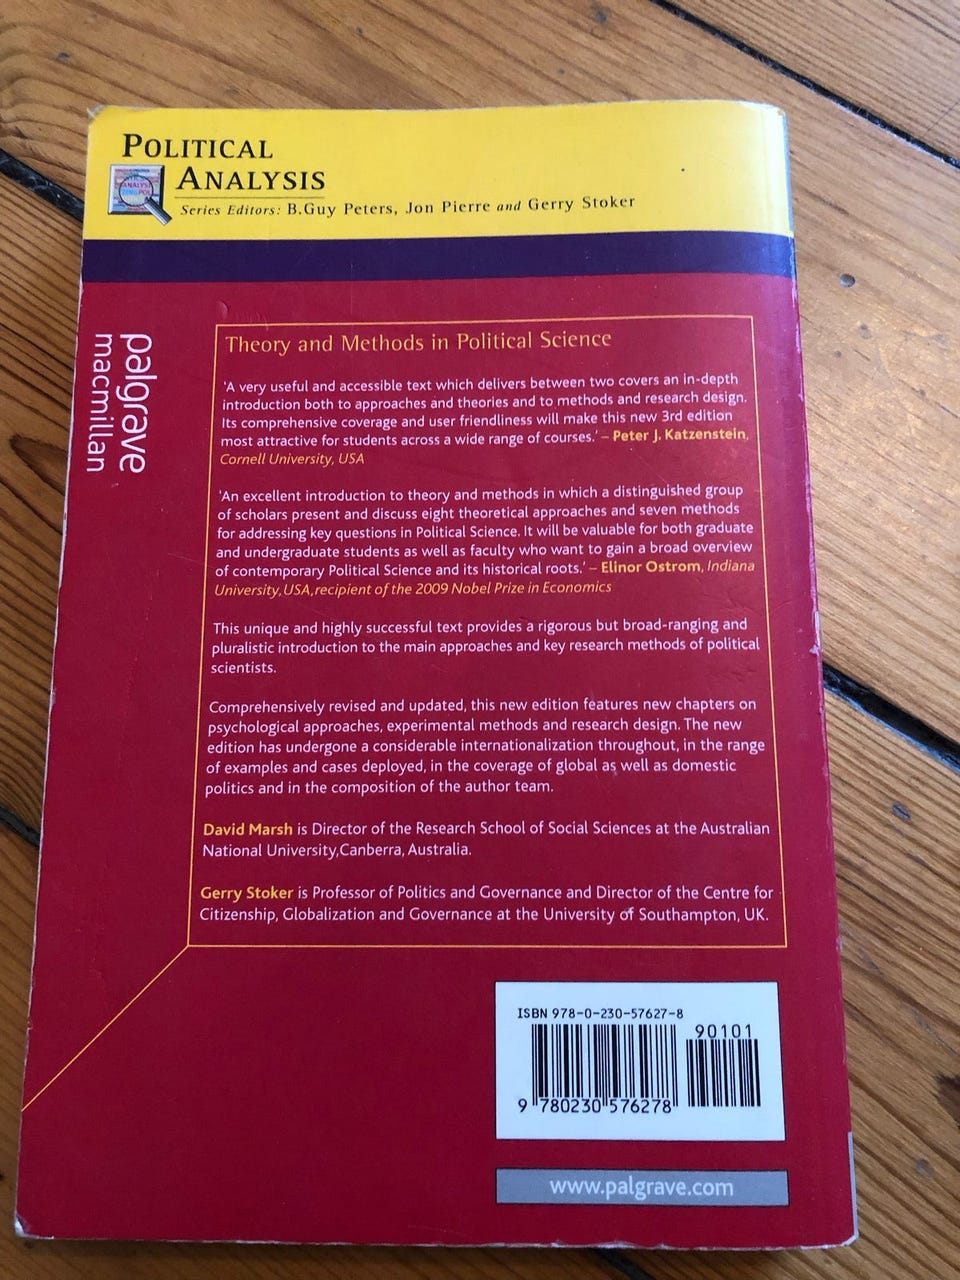 POLITICAL
ANALYSIS
Series Editors: B.Guy Peters, Jon Pierre and Gerry Stoker
palgrave
macmillan
Theory and Methods in Political Science
'A very useful and accessible text which delivers between two covers an in-depth
introduction both to approaches and theories and to methods and research design.
Its comprehensive coverage and user friendliness will make this new 3rd edition
most attractive for students across a wide range of courses.' – Peter J. Katzenstein,
Cornell University, USA
'An excellent introduction to theory and methods in which a distinguished group
of scholars present and discuss eight theoretical approaches and seven methods
for addressing key questions in Political Science. It will be valuable for both graduate
and undergraduate students as well as faculty who want to gain a broad overview
of contemporary Political Science and its historical roots.' – Elinor Ostrom, Indiana
University, USA, recipient of the 2009 Nobel Prize in Economics
This unique and highly successful text provides a rigorous but broad-ranging and
pluralistic introduction to the main approaches and key research methods of political
scientists.
Comprehensively revised and updated, this new edition features new chapters on
psychological approaches, experimental methods and research design. The new
edition has undergone a considerable internationalization throughout, in the range
of examples and cases deployed, in the coverage of global as well as domestic
politics and in the composition of the author team.
David Marsh is Director of the Research School of Social Sciences at the Australian
National University,Canberra, Australia.
Gerry Stoker is Professor of Politics and Governance and Director of the Centre for
Citizenship, Globalization and Governance at the University of Southampton, UK.
ISBN 978-0-230-57627-8
90101
9 780230 576278
www.palgrave.com